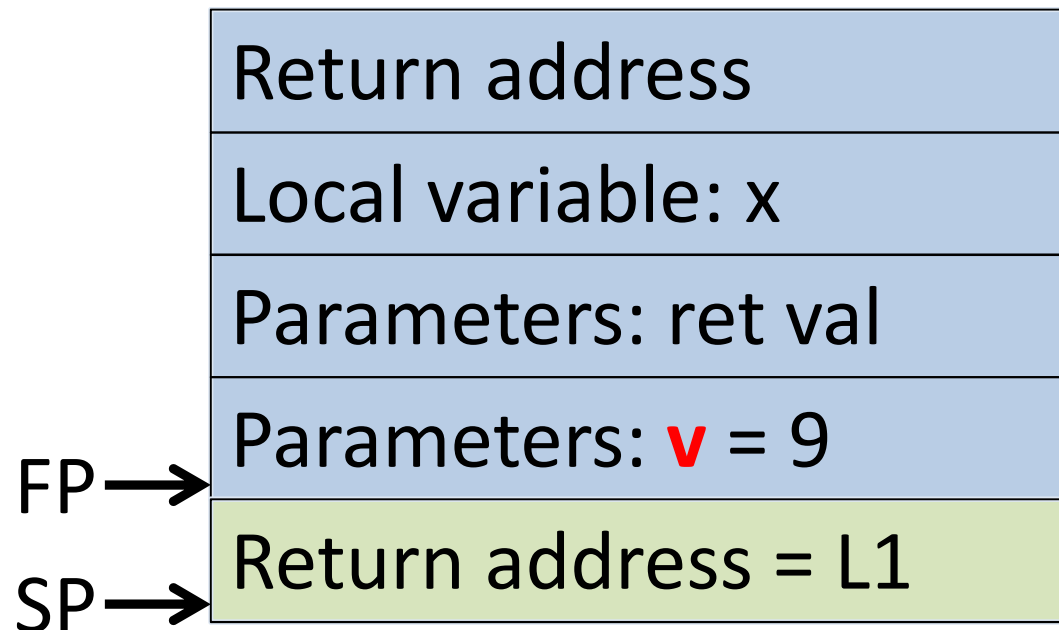 Return address
Local variable: x
Parameters: ret val
Parameters: v = 9
FP
Return address = L1
SP